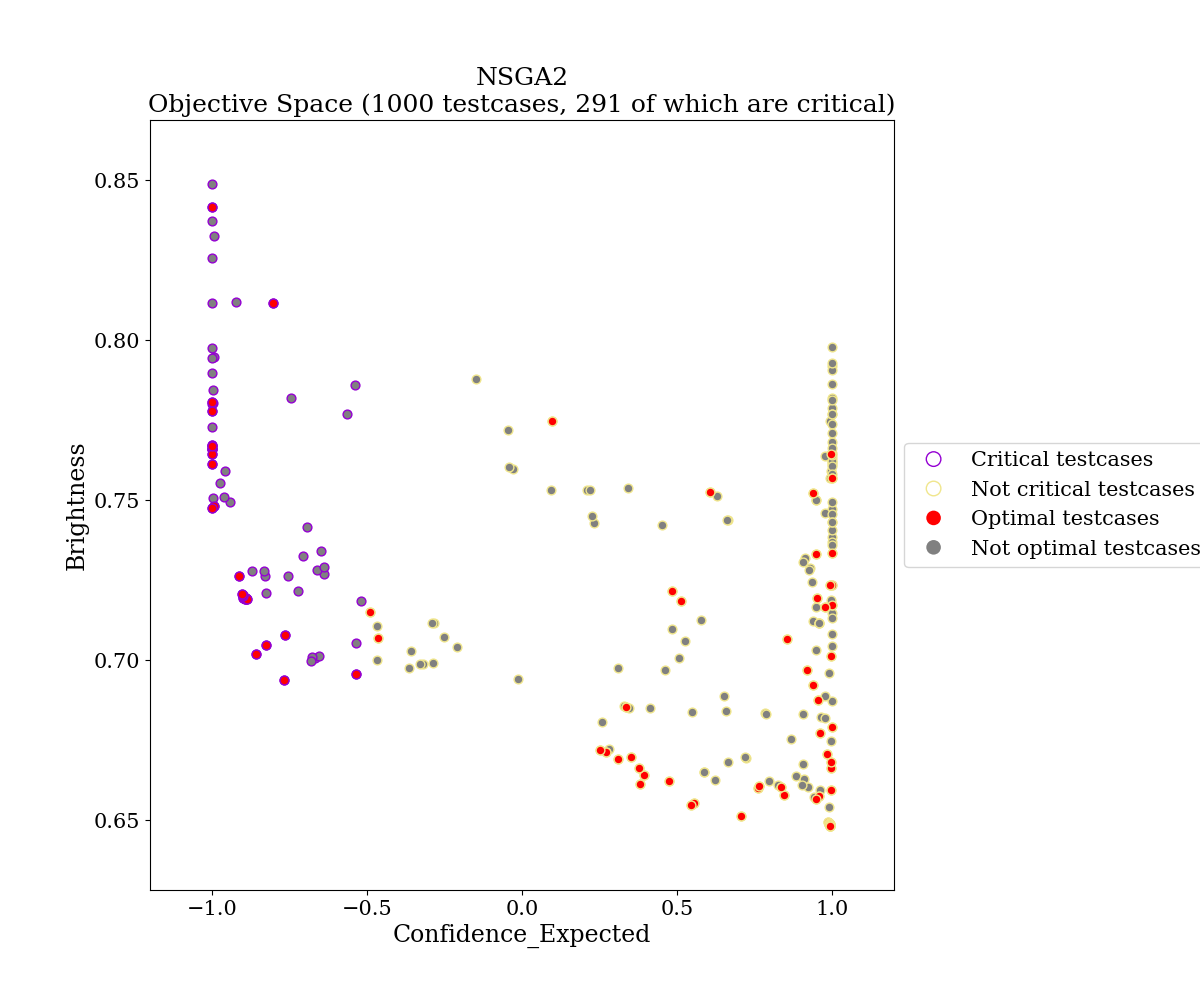 NSGA2
Objective Space (1000 testcases, 291 of which are critical)
0.85
0.80
0.75
0.70
0.65
Brightness
−1.0
−0.5
0.0
0.5
1.0
Confidence_Expected
Critical testcases
Not critical testcases
Optimal testcases
Not optimal testcases